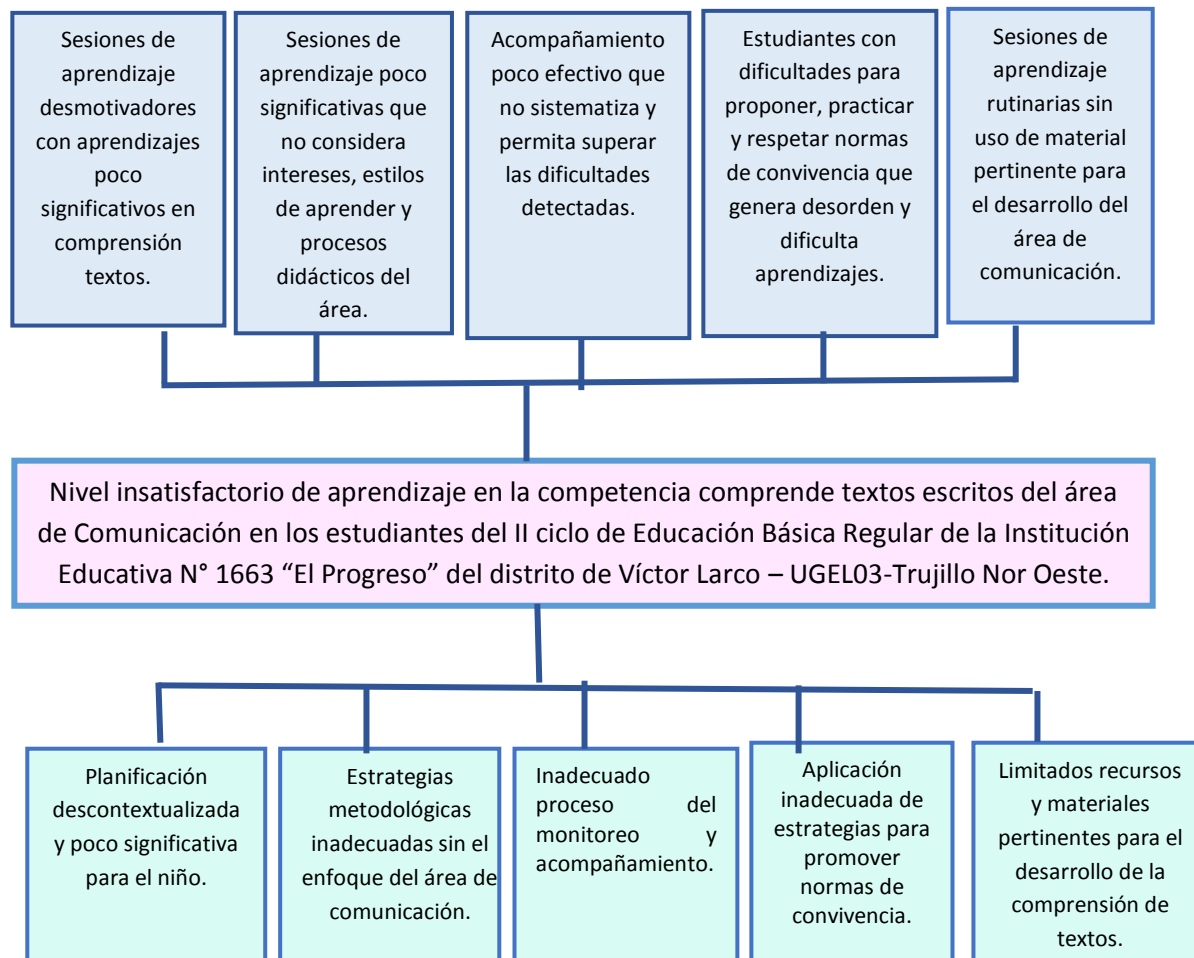 Sesiones de
aprendizaje
desmotivadores
con aprendizajes
poco
significativos en
comprensión
textos.
Sesiones de
aprendizaje poco
significativas que
no considera
intereses, estilos
de aprender y
procesos
didácticos del
área.
Acompañamiento
poco efectivo que
no sistematiza y
permita superar
las dificultades
detectadas.
Estudiantes con
dificultades para
proponer, practicar
y respetar normas
de convivencia que
genera desorden y
dificulta
aprendizajes.
Sesiones de
aprendizaje
rutinarias sin
uso de material
pertinente para
el desarrollo del
área de
comunicación.
Nivel insatisfactorio de aprendizaje en la competencia comprende textos escritos del área
de Comunicación en los estudiantes del II ciclo de Educación Básica Regular de la Institución
Educativa N° 1663 “El Progreso” del distrito de Víctor Larco – UGEL03-Trujillo Nor Oeste.
Planificación
descontextualizada
y poco significativa
para el niño.
Estrategias
metodológicas
inadecuadas sin el
enfoque del área de
comunicación.
Inadecuado
proceso del
monitoreo y
acompañamiento.
Aplicación
inadecuada de
estrategias para
promover
normas de
convivencia.
Limitados recursos
y materiales
pertinentes para el
desarrollo de la
comprensión de
textos.